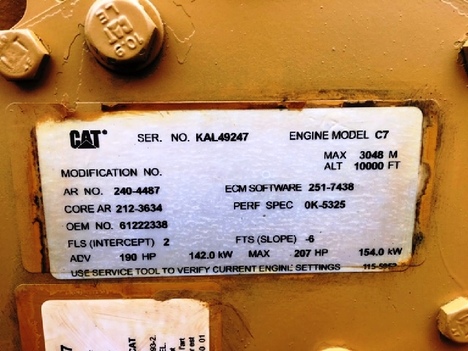 CAT SER. NO. KAL49247 ENGINE MODEL C7
MAX 3048 M
ALT 10000 FT
MODIFICATION NO.
AR NO. 240-4487 ECM SOFTWARE 251-7438
CORE AR 212-3634 PERF SPEC 0K-5325
OEM NO. 61222338
FLS (INTERCEPT) 2 FTS (SLOPE) -6
ADV 190 HP 142.0 kW MAX 207 HP 154.0 kW
USE SERVICE TOOL TO VERIFY CURRENT ENGINE SETTINGS